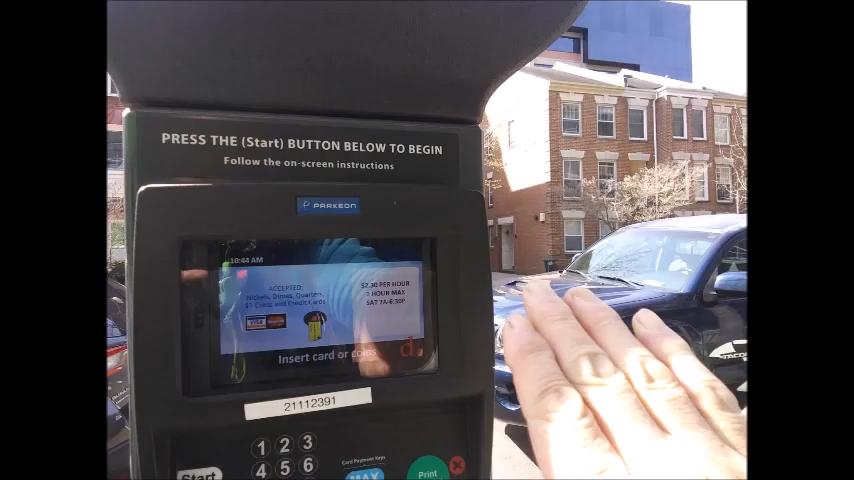 PRESS THE (Start) BUTTON BELOW TO BEGIN
Follow the on-screen instructions
P PARKEON
10:44 AM
ACCEPTED:
Nickels, Dimes, Quarters,
$1 Coins and Credit Cards
VISA
$2.30 PER HOUR
2 HOUR MAX
SAT 7A-6:30P
Insert card or coins
d.
21112391
1 2 3
4 5 6
Start
Card Payment Keys
MAX
Print
X